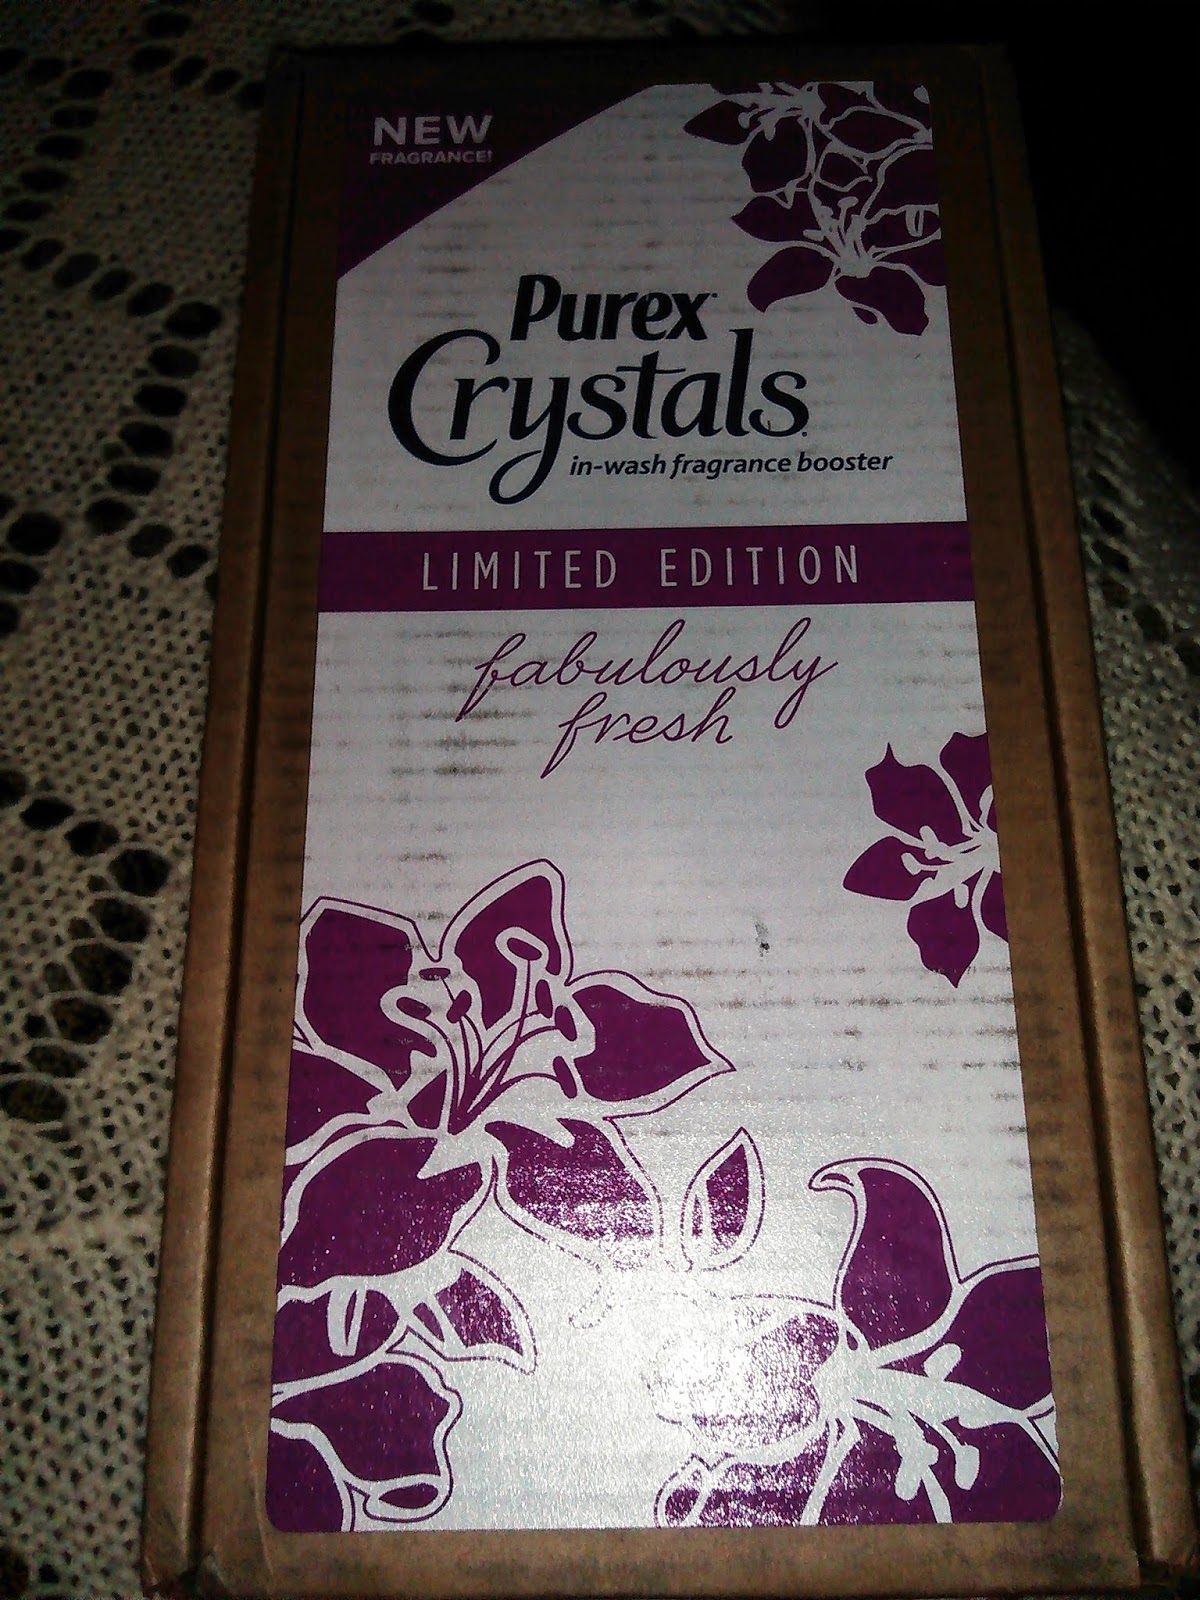 NEW
FRAGRANCE!
Purex
Crystals
in-wash fragrance booster
LIMITED EDITION
fabulously
fresh